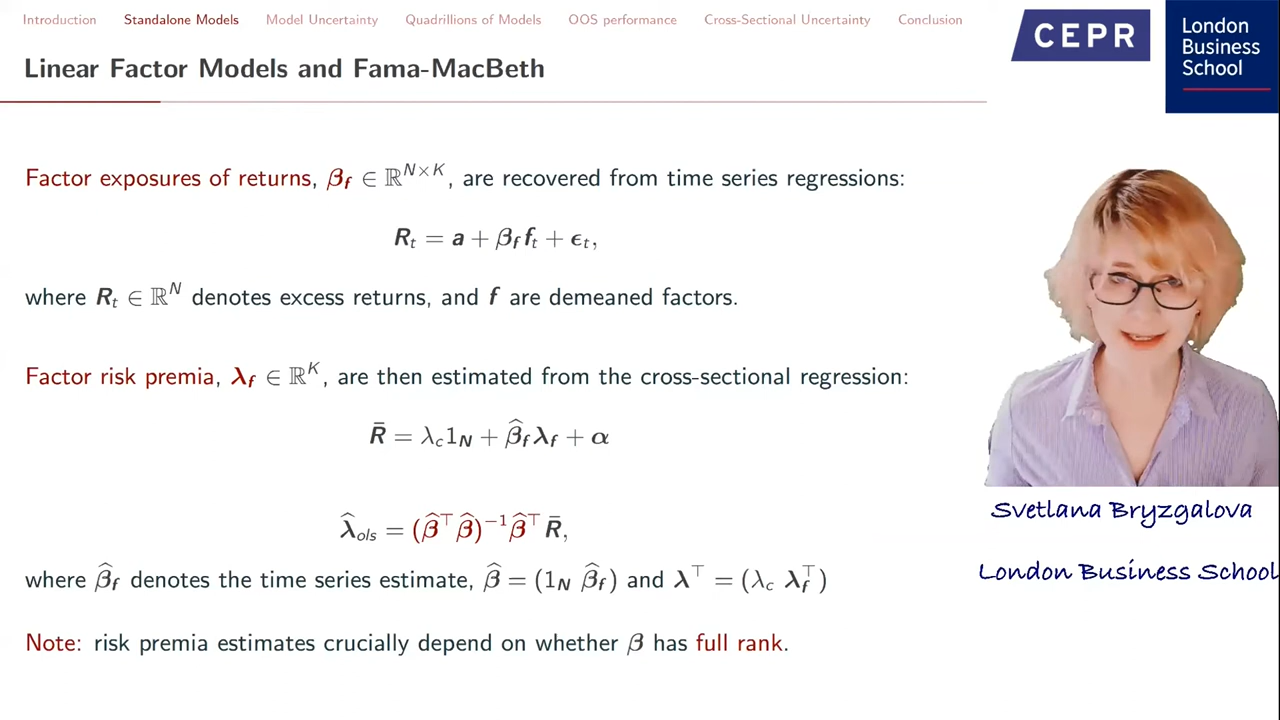 Introduction Standalone Models Model Uncertainty Quadrillions of Models OOS performance Cross-Sectional Uncertainty Conclusion
CEPR
London
Business
School
Linear Factor Models and Fama-MacBeth
Factor exposures of returns, β_f ∈ ℝ^{N×K}, are recovered from time series regressions:
R_t = a + β_f f_t + ϵ_t,
where R_t ∈ ℝ^N denotes excess returns, and f are demeaned factors.
Factor risk premia, λ_f ∈ ℝ^K, are then estimated from the cross-sectional regression:
R̄ = λ_c 1_N + β̂_f λ_f + α
λ̂_ols = (β̂^⊤ β̂)^{−1} β̂^⊤ R̄,
where β̂_f denotes the time series estimate, β̂ = (1_N β̂_f) and λ^⊤ = (λ_c λ_f^⊤)
Note: risk premia estimates crucially depend on whether β has full rank.
Svetlana Bryzgalova
London Business School